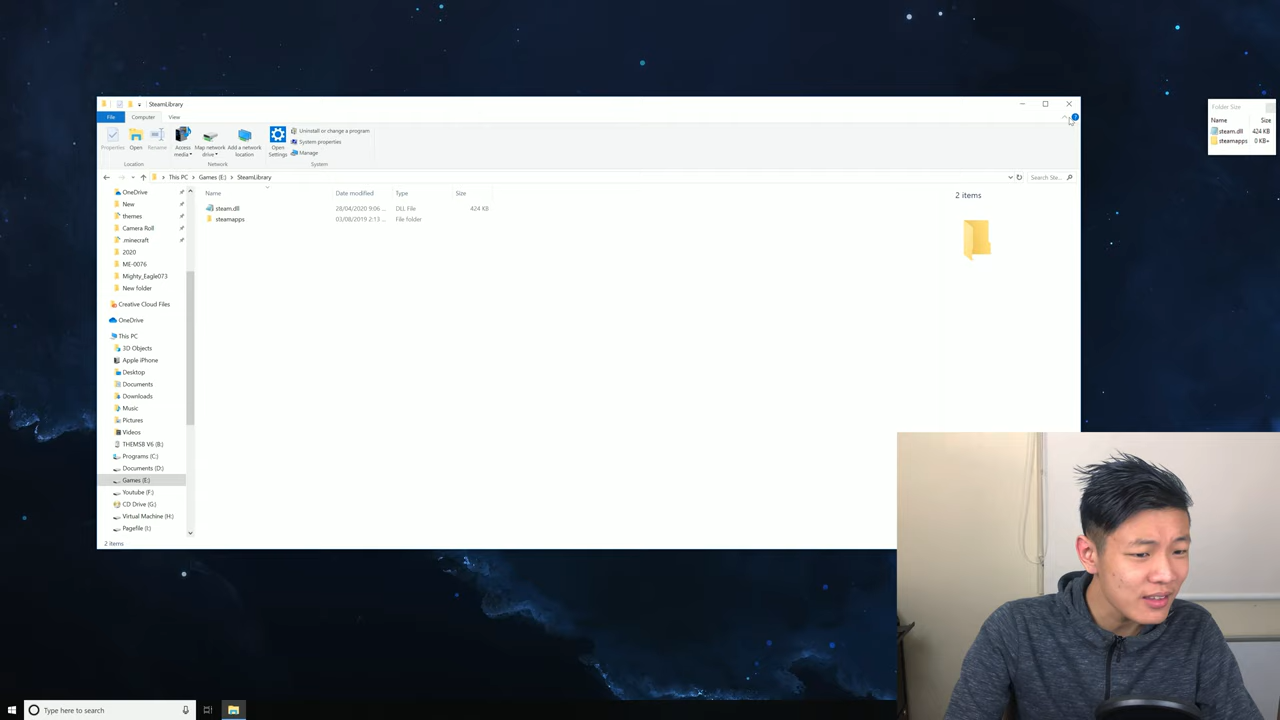 SteamLibrary
File
Computer
View
Properties
Open
Rename
Access media
Map network drive
Add a network location
Open Settings
Uninstall or change a program
System properties
Manage
Location
Network
System
This PC
Games (E:)
SteamLibrary
Search Ste...
OneDrive
New
themes
Camera Roll
.minecraft
2020
ME-0076
Mighty_Eagle073
New folder
Creative Cloud Files
OneDrive
This PC
3D Objects
Apple iPhone
Desktop
Documents
Downloads
Music
Pictures
Videos
THEMSB V6 (B:)
Programs (C:)
Documents (D:)
Games (E:)
Youtube (F:)
CD Drive (G:)
Virtual Machine (H:)
Pagefile (I:)
Name Date modified Type Size
steam.dll 28/04/2020 9:06 ... DLL File 424 KB
steamapps 03/08/2019 2:13 ... File folder
2 items
2 items
Folder Size
Name Size
steam.dll 424 KB
steamapps 0 KB+
Type here to search